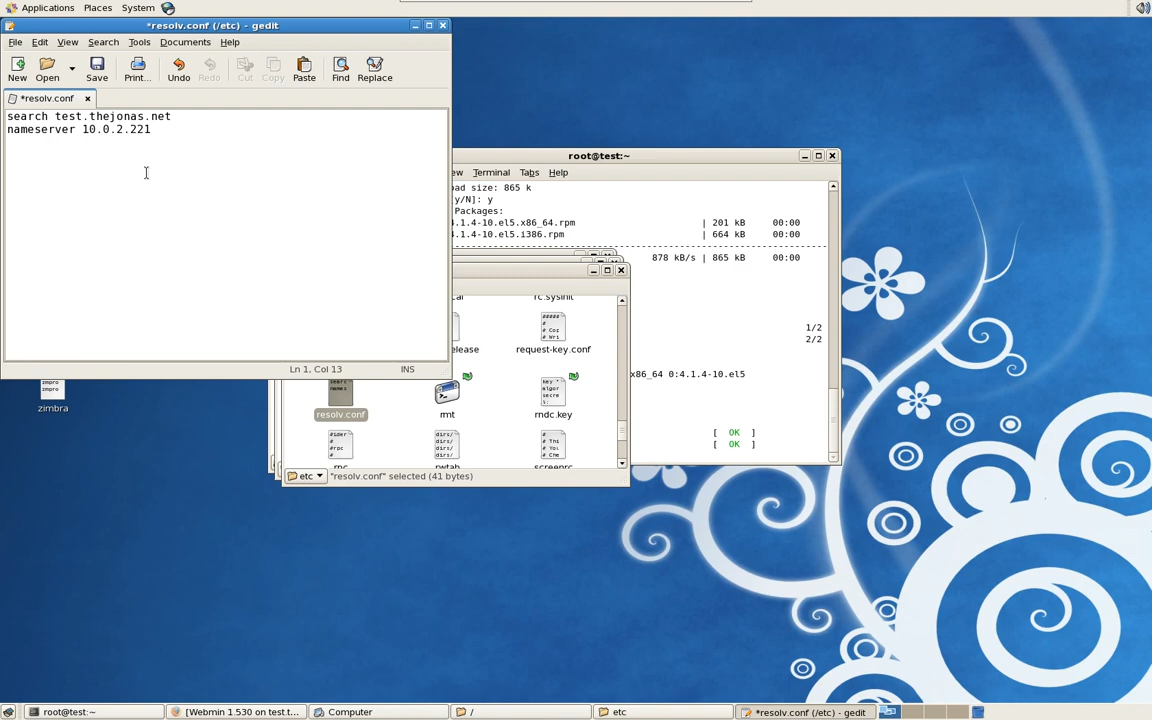 Applications Places System
*resolv.conf (/etc) - gedit
File Edit View Search Tools Documents Help
New Open Save Print... Undo Redo Cut Copy Paste Find Replace
*resolv.conf
search test.thejonas.net
nameserver 10.0.2.221
Ln 1, Col 13 INS
root@test:~
ew Terminal Tabs Help
oad size: 865 k
[y/N]: y
Packages:
4.1.4-10.el5.x86_64.rpm | 201 kB 00:00
4.1.4-10.el5.i386.rpm | 664 kB 00:00
878 kB/s | 865 kB 00:00
1/2
2/2
x86_64 0:4.1.4-10.el5
[ OK ]
[ OK ]
rc.sysinit
elease request-key.conf
resolv.conf rmt rndc.key
rpc rwtab screenrc
etc "resolv.conf" selected (41 bytes)
zimbra
root@test:~ [Webmin 1.530 on test.t... Computer / etc *resolv.conf (/etc) - gedit